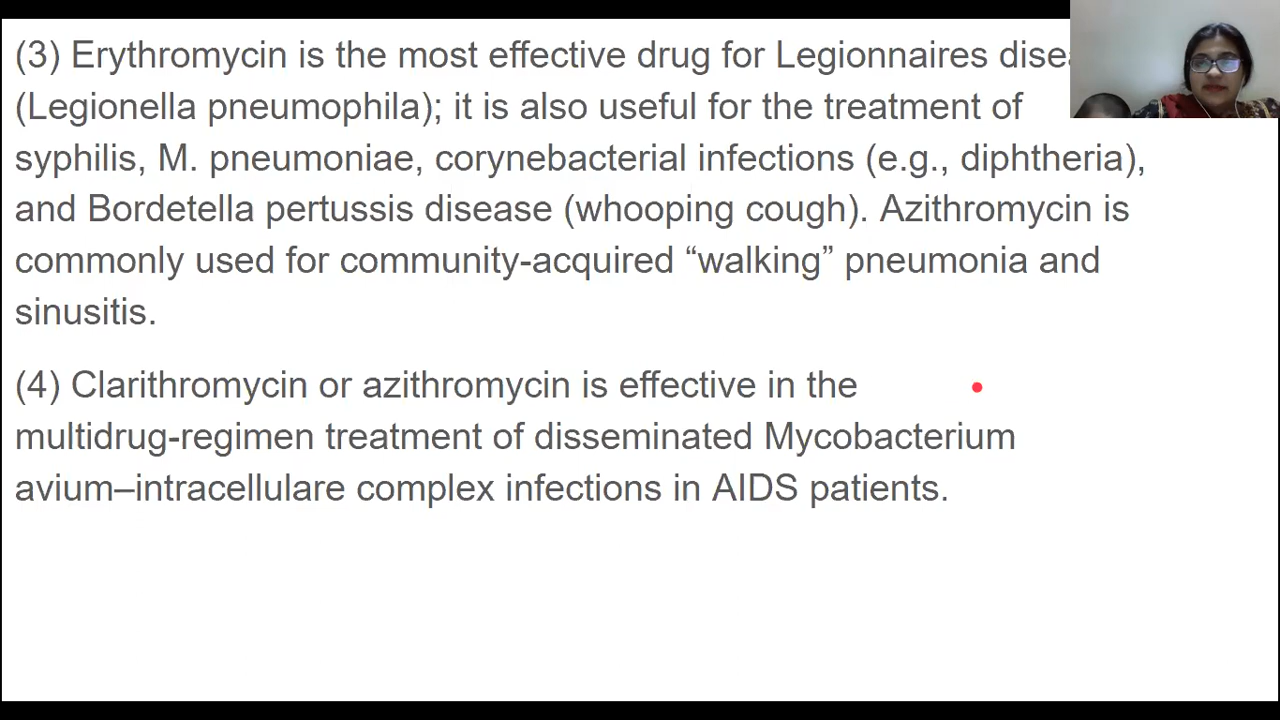 (3) Erythromycin is the most effective drug for Legionnaires
(Legionella pneumophila); it is also useful for the treatment of
syphilis, M. pneumoniae, corynebacterial infections (e.g., diphtheria),
and Bordetella pertussis disease (whooping cough). Azithromycin is
commonly used for community-acquired “walking” pneumonia and
sinusitis.
(4) Clarithromycin or azithromycin is effective in the
multidrug-regimen treatment of disseminated Mycobacterium
avium–intracellulare complex infections in AIDS patients.